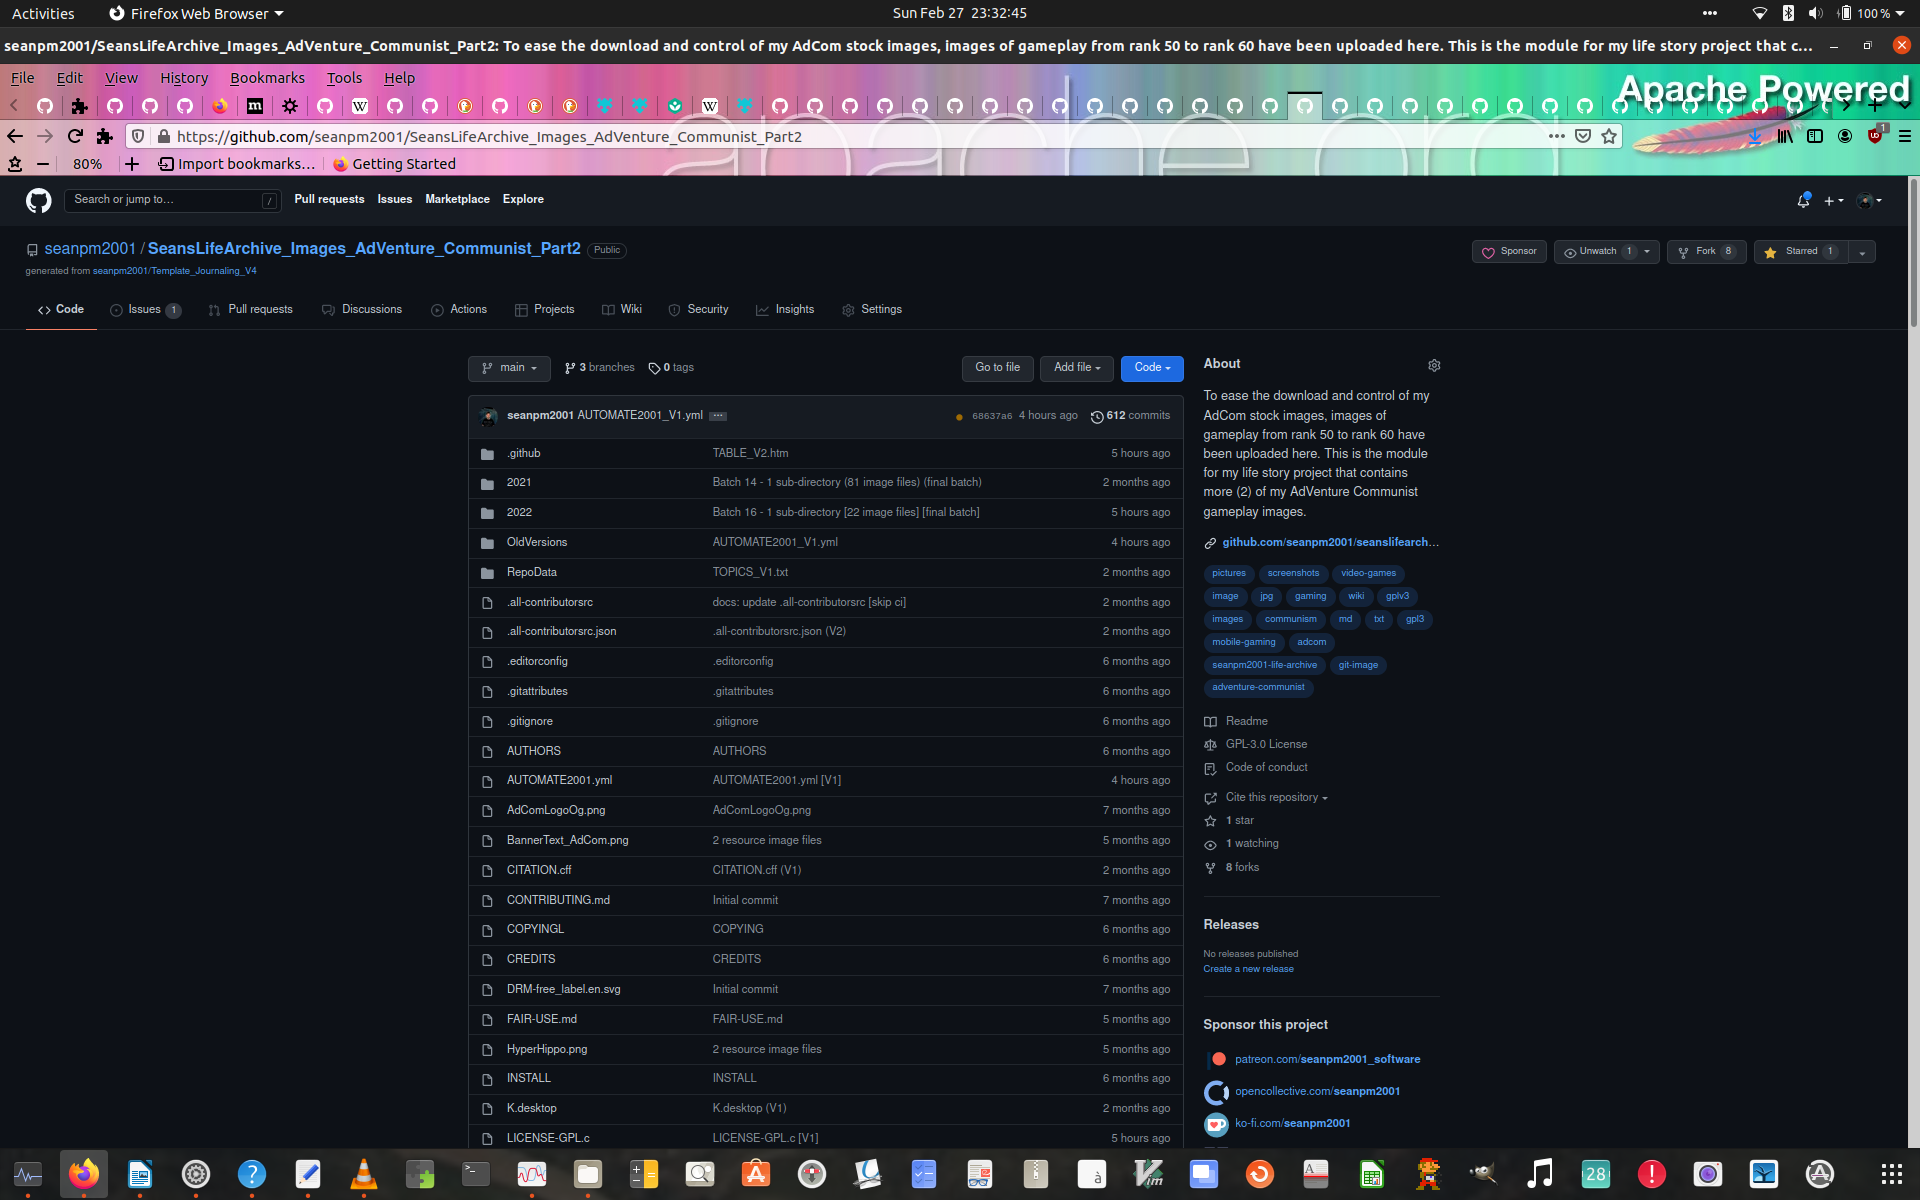 Activities
Firefox Web Browser
Sun Feb 27 23:32:45
100 %
seanpm2001/SeansLifeArchive_Images_AdVenture_Communist_Part2: To ease the download and control of my AdCom stock images, images of gameplay from rank 50 to rank 60 have been uploaded here. This is the module for my life story project that c…
File Edit View History Bookmarks Tools Help
Apache Powered
https://github.com/seanpm2001/SeansLifeArchive_Images_AdVenture_Communist_Part2
1
80% Import bookmarks… Getting Started
apache.org
Search or jump to… /
Pull requests Issues Marketplace Explore
seanpm2001 / SeansLifeArchive_Images_AdVenture_Communist_Part2 Public
Sponsor Unwatch 1 Fork 8 Starred 1
generated from seanpm2001/Template_Journaling_V4
Code Issues 1 Pull requests Discussions Actions Projects Wiki Security Insights Settings
main 3 branches 0 tags Go to file Add file Code
seanpm2001 AUTOMATE2001_V1.yml 68637a6 4 hours ago 612 commits
.github TABLE_V2.htm 5 hours ago
2021 Batch 14 - 1 sub-directory (81 image files) (final batch) 2 months ago
2022 Batch 16 - 1 sub-directory [22 image files] [final batch] 5 hours ago
OldVersions AUTOMATE2001_V1.yml 4 hours ago
RepoData TOPICS_V1.txt 2 months ago
.all-contributorsrc docs: update .all-contributorsrc [skip ci] 2 months ago
.all-contributorsrc.json .all-contributorsrc.json (V2) 2 months ago
.editorconfig .editorconfig 6 months ago
.gitattributes .gitattributes 6 months ago
.gitignore .gitignore 6 months ago
AUTHORS AUTHORS 6 months ago
AUTOMATE2001.yml AUTOMATE2001.yml [V1] 4 hours ago
AdComLogoOg.png AdComLogoOg.png 7 months ago
BannerText_AdCom.png 2 resource image files 5 months ago
CITATION.cff CITATION.cff (V1) 2 months ago
CONTRIBUTING.md Initial commit 7 months ago
COPYINGL COPYING 6 months ago
CREDITS CREDITS 6 months ago
DRM-free_label.en.svg Initial commit 7 months ago
FAIR-USE.md FAIR-USE.md 5 months ago
HyperHippo.png 2 resource image files 5 months ago
INSTALL INSTALL 6 months ago
K.desktop K.desktop (V1) 2 months ago
LICENSE-GPL.c LICENSE-GPL.c [V1] 5 hours ago
About
To ease the download and control of my
AdCom stock images, images of
gameplay from rank 50 to rank 60 have
been uploaded here. This is the module
for my life story project that contains
more (2) of my AdVenture Communist
gameplay images.
github.com/seanpm2001/seanslifearch…
pictures screenshots video-games
image jpg gaming wiki gplv3
images communism md txt gpl3
mobile-gaming adcom
seanpm2001-life-archive git-image
adventure-communist
Readme
GPL-3.0 License
Code of conduct
Cite this repository
1 star
1 watching
8 forks
Releases
No releases published
Create a new release
Sponsor this project
patreon.com/seanpm2001_software
opencollective.com/seanpm2001
ko-fi.com/seanpm2001
28